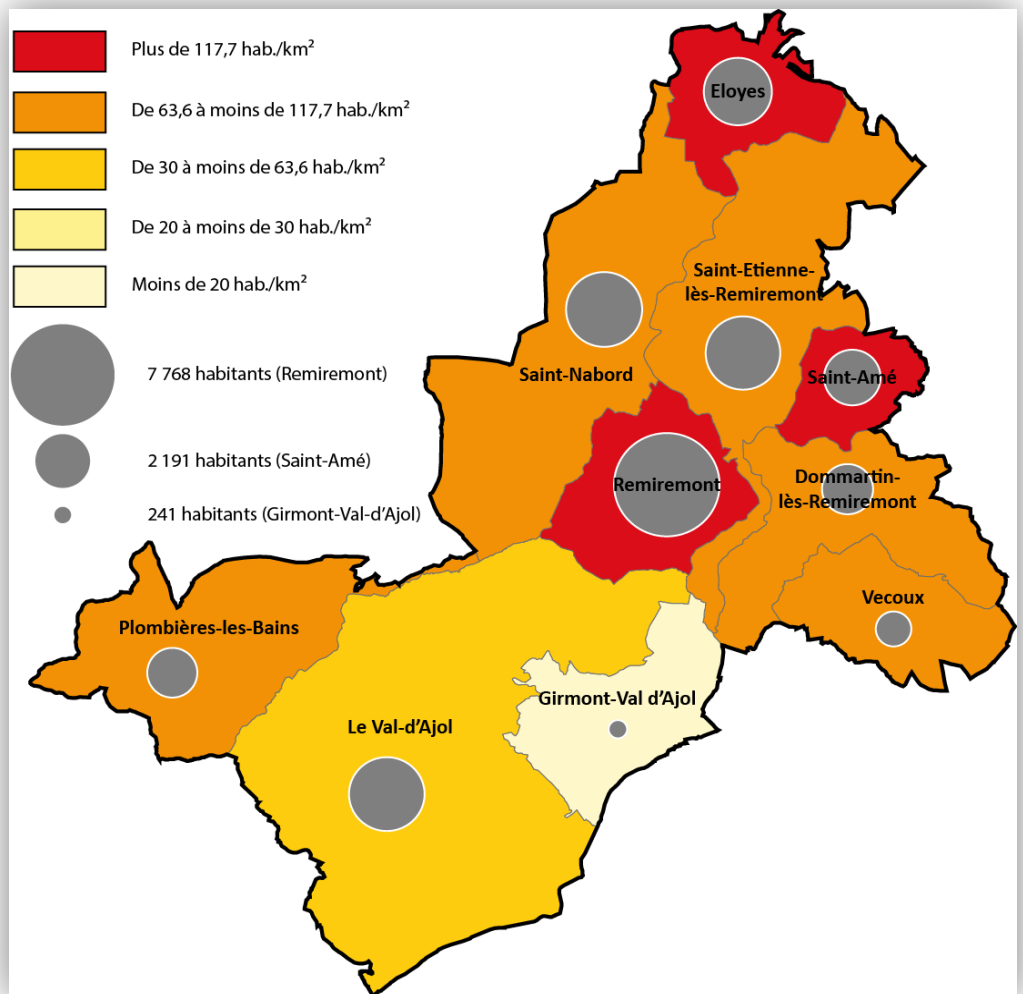 Plus de 117,7 hab./km²
De 63,6 à moins de 117,7 hab./km²
De 30 à moins de 63,6 hab./km²
De 20 à moins de 30 hab./km²
Moins de 20 hab./km²
7 768 habitants (Remiremont)
2 191 habitants (Saint-Amé)
241 habitants (Girmont-Val-d'Ajol)
Eloyes
Saint-Etienne-
lès-Remiremont
Saint-Nabord
Saint-Amé
Remiremont
Dommartin-
lès-Remiremont
Vecoux
Plombières-les-Bains
Girmont-Val d'Ajol
Le Val-d'Ajol